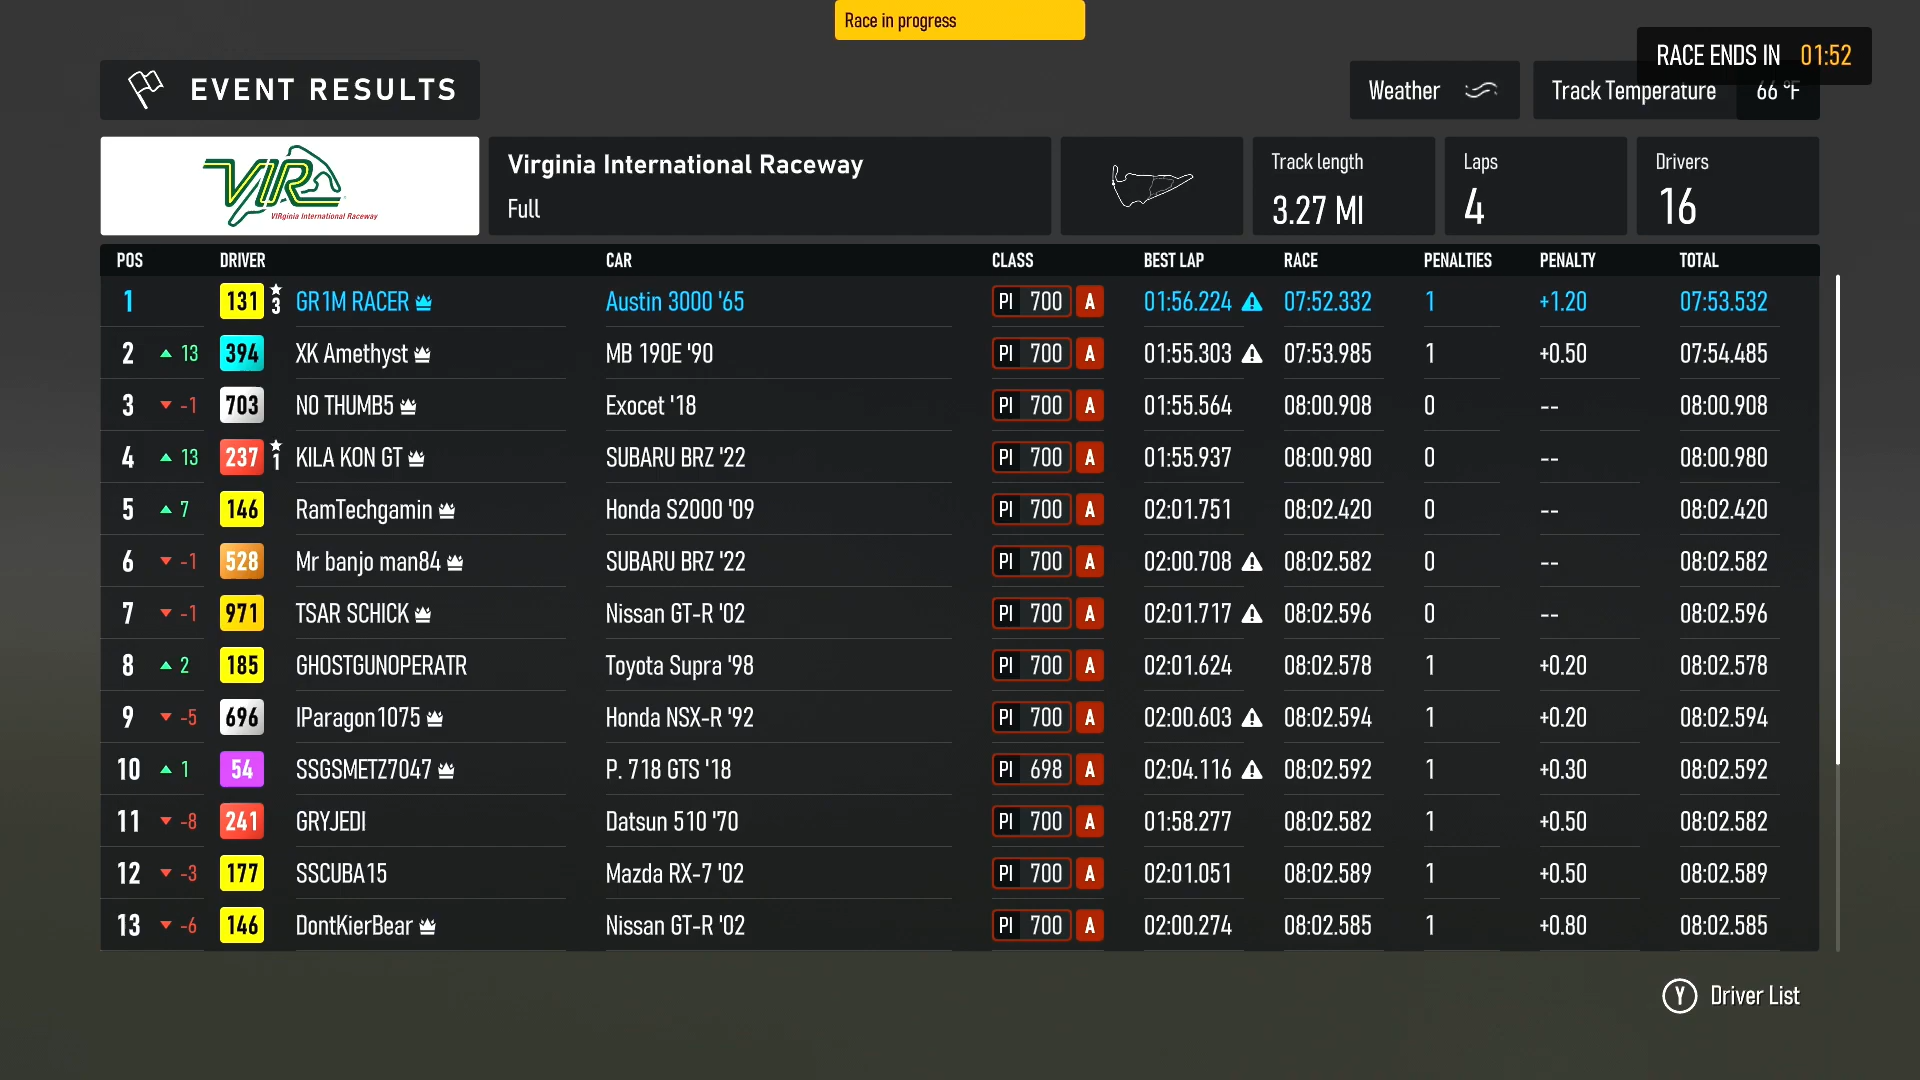 Race in progress
RACE ENDS IN 01:52
EVENT RESULTS
Weather
Track Temperature 66 °F
VIR
VIRginia International Raceway
Virginia International Raceway
Full
Track length
3.27 MI
Laps
4
Drivers
16
POS DRIVER CAR CLASS BEST LAP RACE PENALTIES PENALTY TOTAL
1 131 3 GR1M RACER Austin 3000 '65 PI 700 A 01:56.224 07:52.332 1 +1.20 07:53.532
2 13 394 XK Amethyst MB 190E '90 PI 700 A 01:55.303 07:53.985 1 +0.50 07:54.485
3 -1 703 NO THUMB5 Exocet '18 PI 700 A 01:55.564 08:00.908 0 -- 08:00.908
4 13 237 1 KILA KON GT SUBARU BRZ '22 PI 700 A 01:55.937 08:00.980 0 -- 08:00.980
5 7 146 RamTechgamin Honda S2000 '09 PI 700 A 02:01.751 08:02.420 0 -- 08:02.420
6 -1 528 Mr banjo man84 SUBARU BRZ '22 PI 700 A 02:00.708 08:02.582 0 -- 08:02.582
7 -1 971 TSAR SCHICK Nissan GT-R '02 PI 700 A 02:01.717 08:02.596 0 -- 08:02.596
8 2 185 GHOSTGUNOPERATR Toyota Supra '98 PI 700 A 02:01.624 08:02.578 1 +0.20 08:02.578
9 -5 696 IParagon1075 Honda NSX-R '92 PI 700 A 02:00.603 08:02.594 1 +0.20 08:02.594
10 1 54 SSGSMETZ7047 P. 718 GTS '18 PI 698 A 02:04.116 08:02.592 1 +0.30 08:02.592
11 -8 241 GRYJEDI Datsun 510 '70 PI 700 A 01:58.277 08:02.582 1 +0.50 08:02.582
12 -3 177 SSCUBA15 Mazda RX-7 '02 PI 700 A 02:01.051 08:02.589 1 +0.50 08:02.589
13 -6 146 DontKierBear Nissan GT-R '02 PI 700 A 02:00.274 08:02.585 1 +0.80 08:02.585
Y Driver List